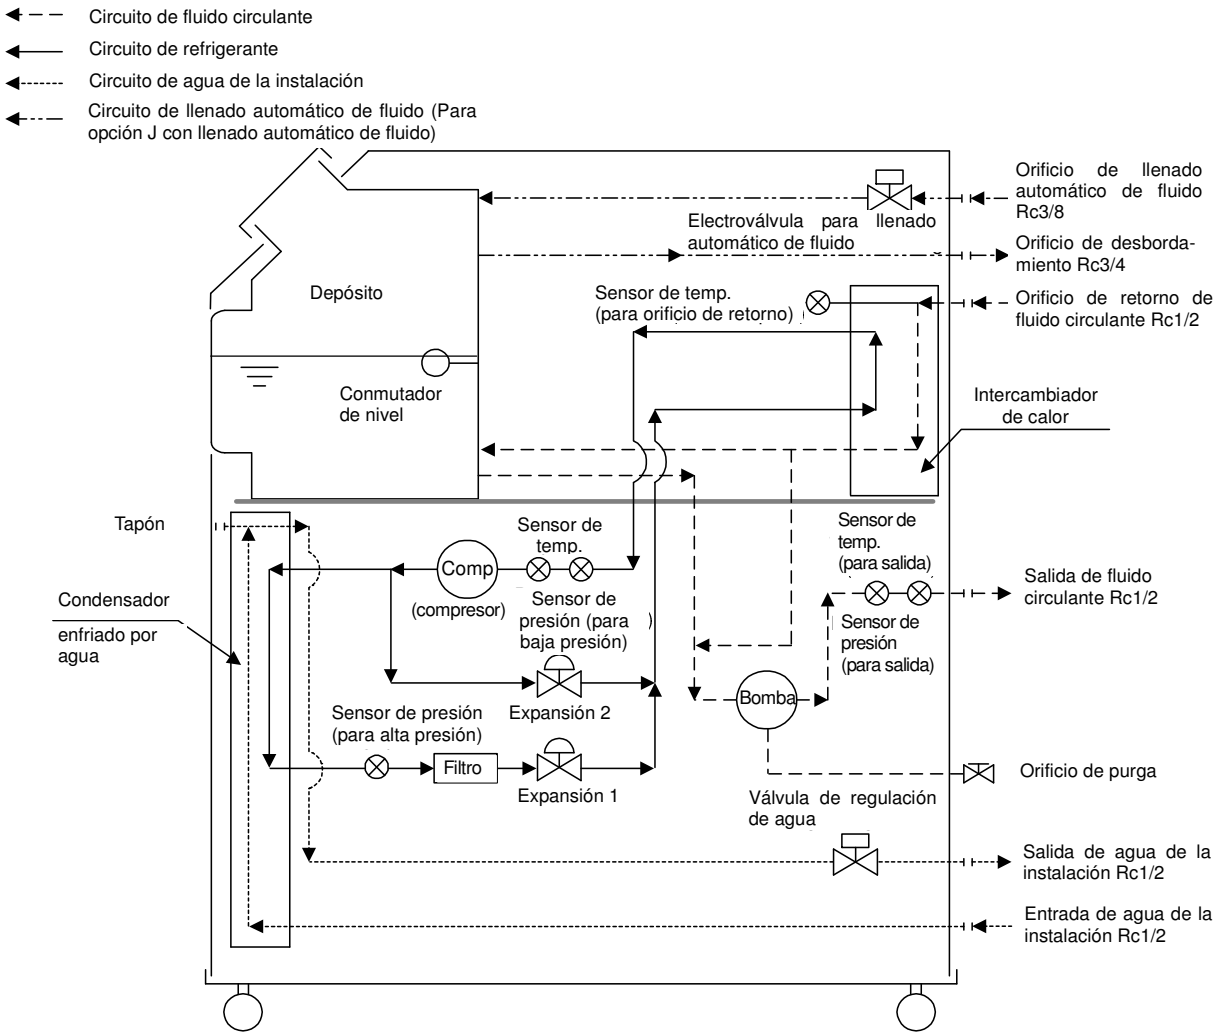 Circuito de fluido circulante
Circuito de refrigerante
Circuito de agua de la instalación
Circuito de llenado automático de fluido (Para
opción J con llenado automático de fluido)
Orificio de llenado
automático de fluido
Rc3/8
Electroválvula para llenado
automático de fluido
Orificio de desborda-
miento Rc3/4
Depósito
Sensor de temp.
(para orificio de retorno)
Orificio de retorno de
fluido circulante Rc1/2
Conmutador
de nivel
Intercambiador
de calor
Tapón
Sensor de
temp.
Sensor de
temp.
(para salida)
Comp
(compresor)
Sensor de
presión (para
baja presión)
)
Salida de fluido
circulante Rc1/2
Condensador
enfriado por
agua
Sensor de
presión
(para salida)
Bomba
Expansión 2
Sensor de presión
(para alta presión)
Filtro
Expansión 1
Orificio de purga
Válvula de regulación
de agua
Salida de agua de la
instalación Rc1/2
Entrada de agua de la
instalación Rc1/2